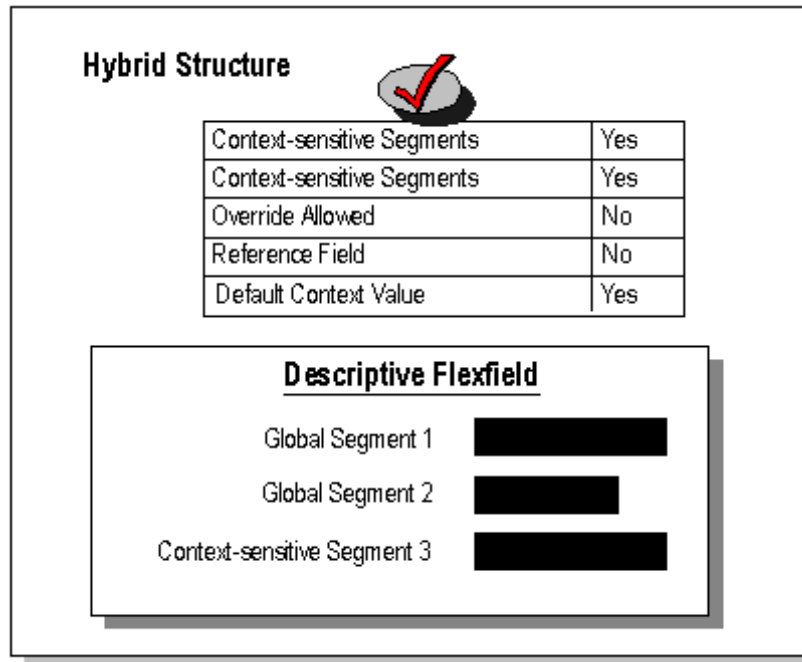 Hybrid Structure
Context-sensitive Segments Yes
Context-sensitive Segments Yes
Override Allowed No
Reference Field No
Default Context Value Yes
Descriptive Flexfield
Global Segment 1
Global Segment 2
Context-sensitive Segment 3